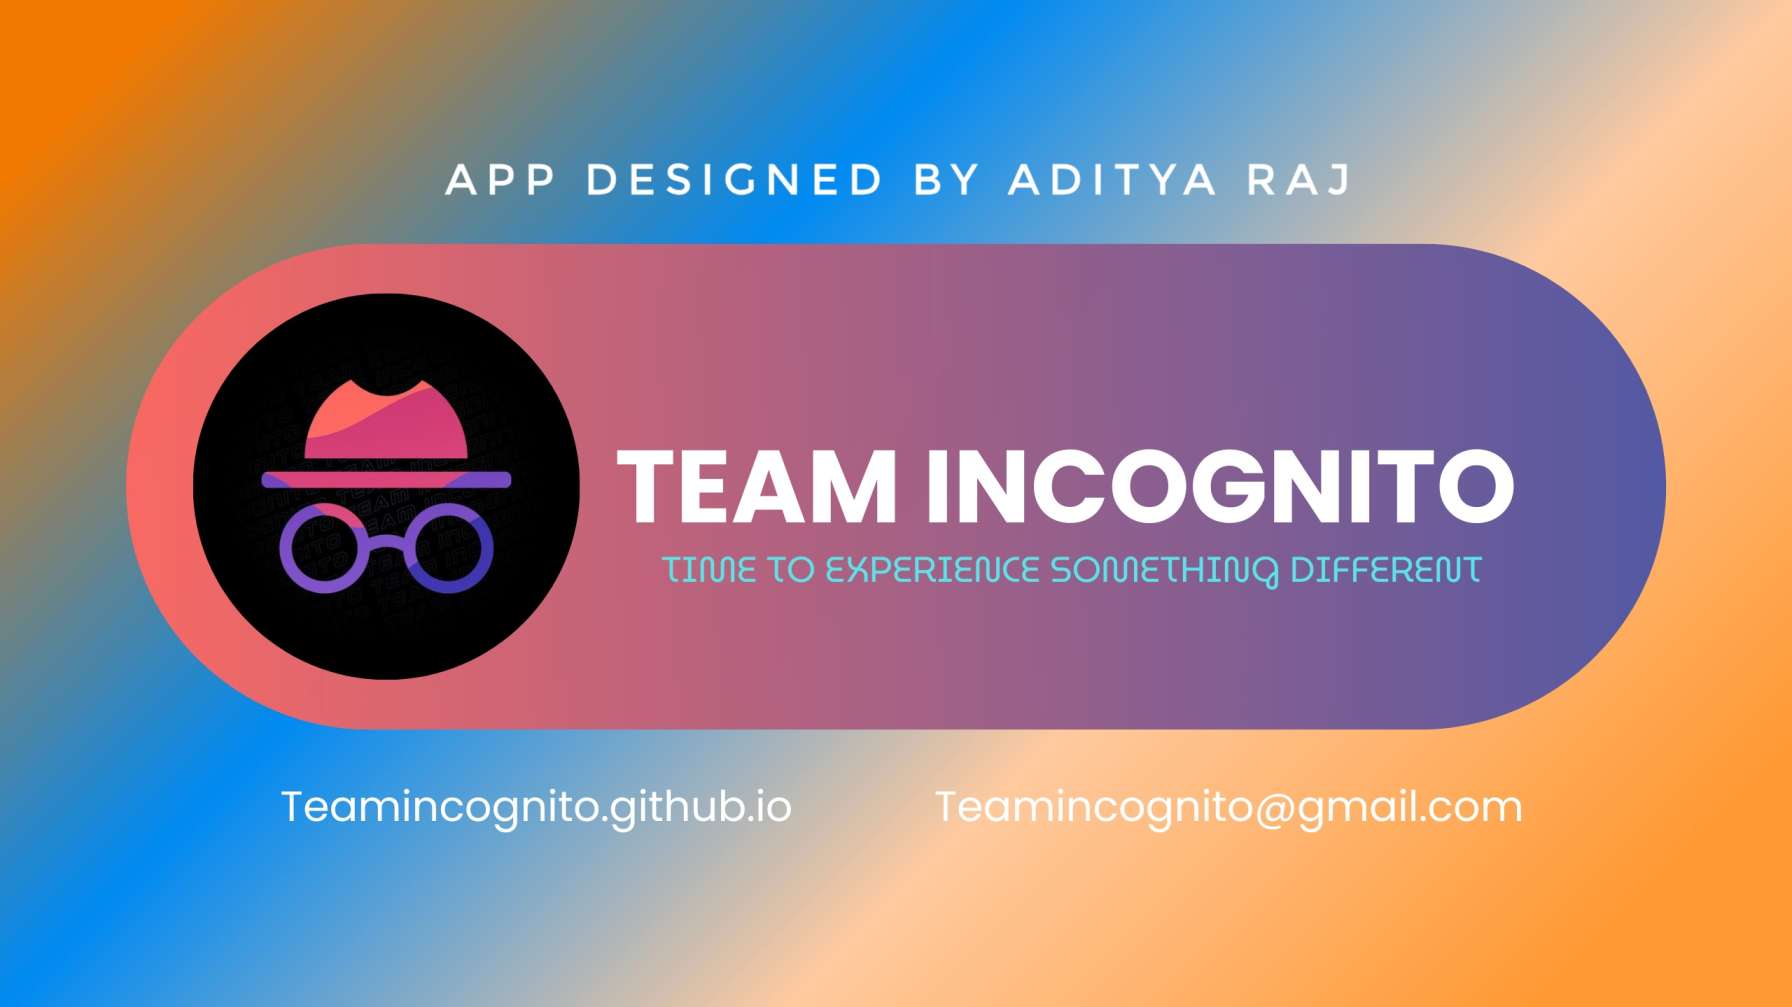 APP DESIGNED BY ADITYA RAJ
TEAM INCOGNITO
TIME TO EXPERIENCE SOMETHING DIFFERENT
Teamincognito.github.io
Teamincognito@gmail.com